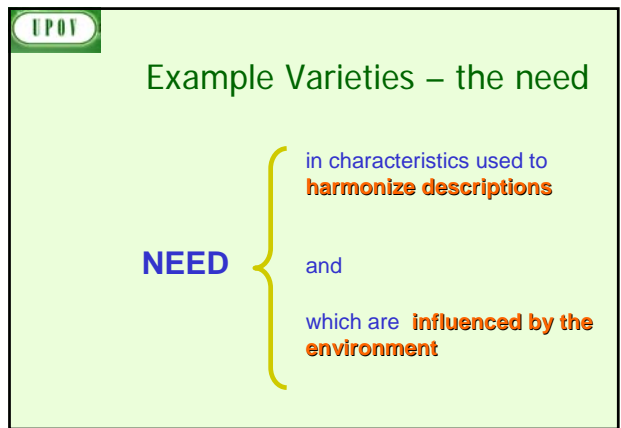 UPOV
Example Varieties – the need
in characteristics used to
harmonize descriptions
NEED
and
which are influenced by the
environment